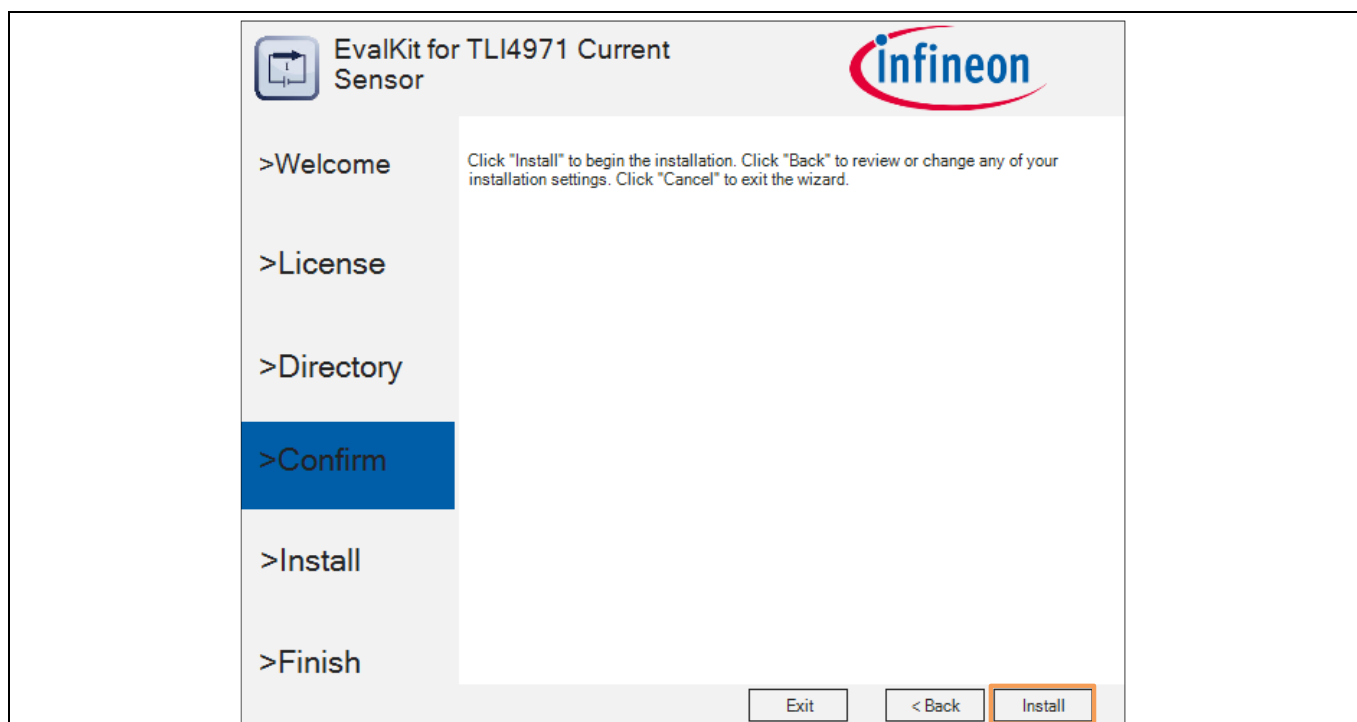 EvalKit for TLI4971 Current
Sensor
infineon
>Welcome
Click "Install" to begin the installation. Click "Back" to review or change any of your
installation settings. Click "Cancel" to exit the wizard.
>License
>Directory
>Confirm
>Install
>Finish
Exit
< Back
Install